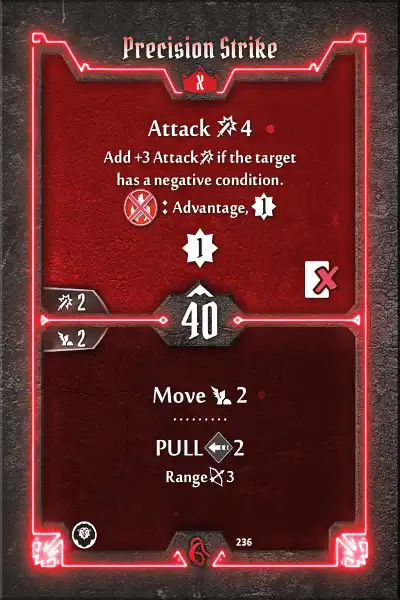 Precision Strike
X
Attack 4
Add +3 Attack if the target
has a negative condition.
: Advantage, 1
1
2
40
2
Move 2
PULL 2
Range 3
236